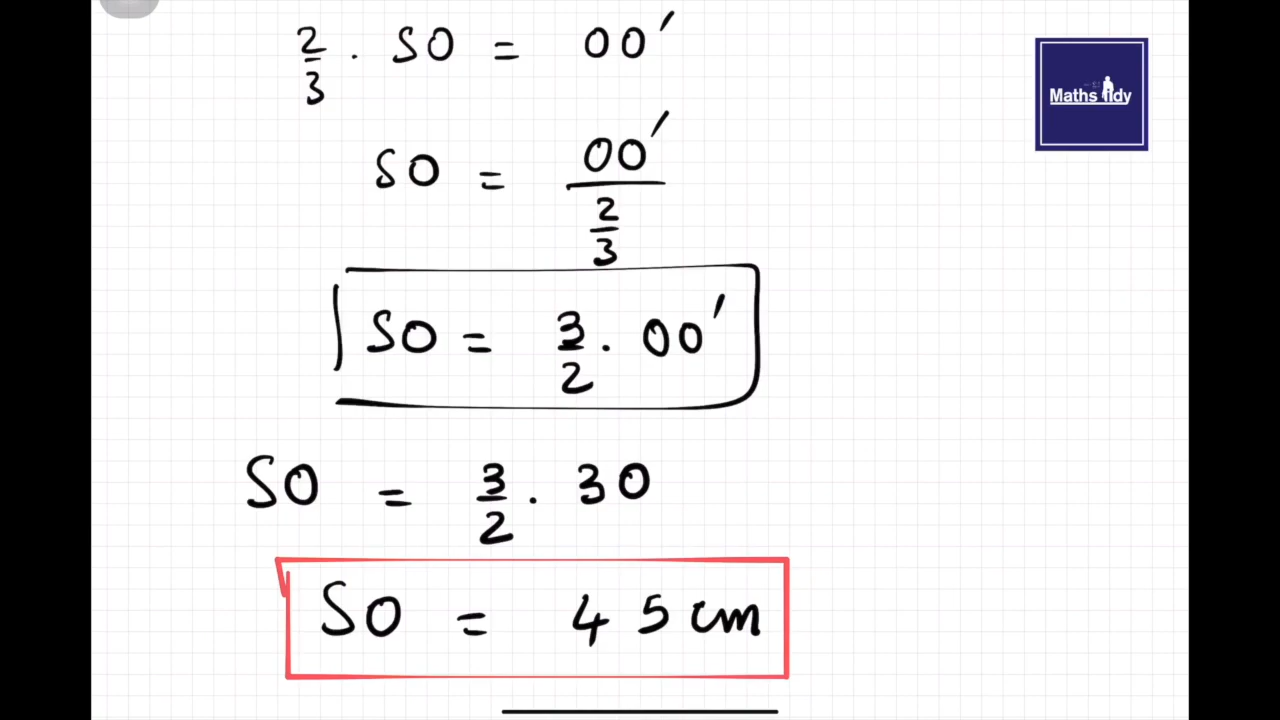 2/3 . SO = OO'
Maths tidy
SO = OO' / 2/3
SO = 3/2 . OO'
SO = 3/2 . 30
SO = 45 cm